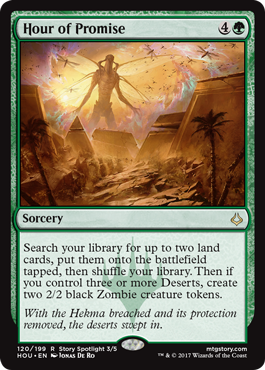 Hour of Promise 4
Sorcery
Search your library for up to two land
cards, put them onto the battlefield
tapped, then shuffle your library. Then if
you control three or more Deserts, create
two 2/2 black Zombie creature tokens.
With the Hekma breached and its protection
removed, the deserts swept in.
120/199 R Story Spotlight 3/5 mtgstory.com
HOU • EN Jonas De Ro ™ & © 2017 Wizards of the Coast